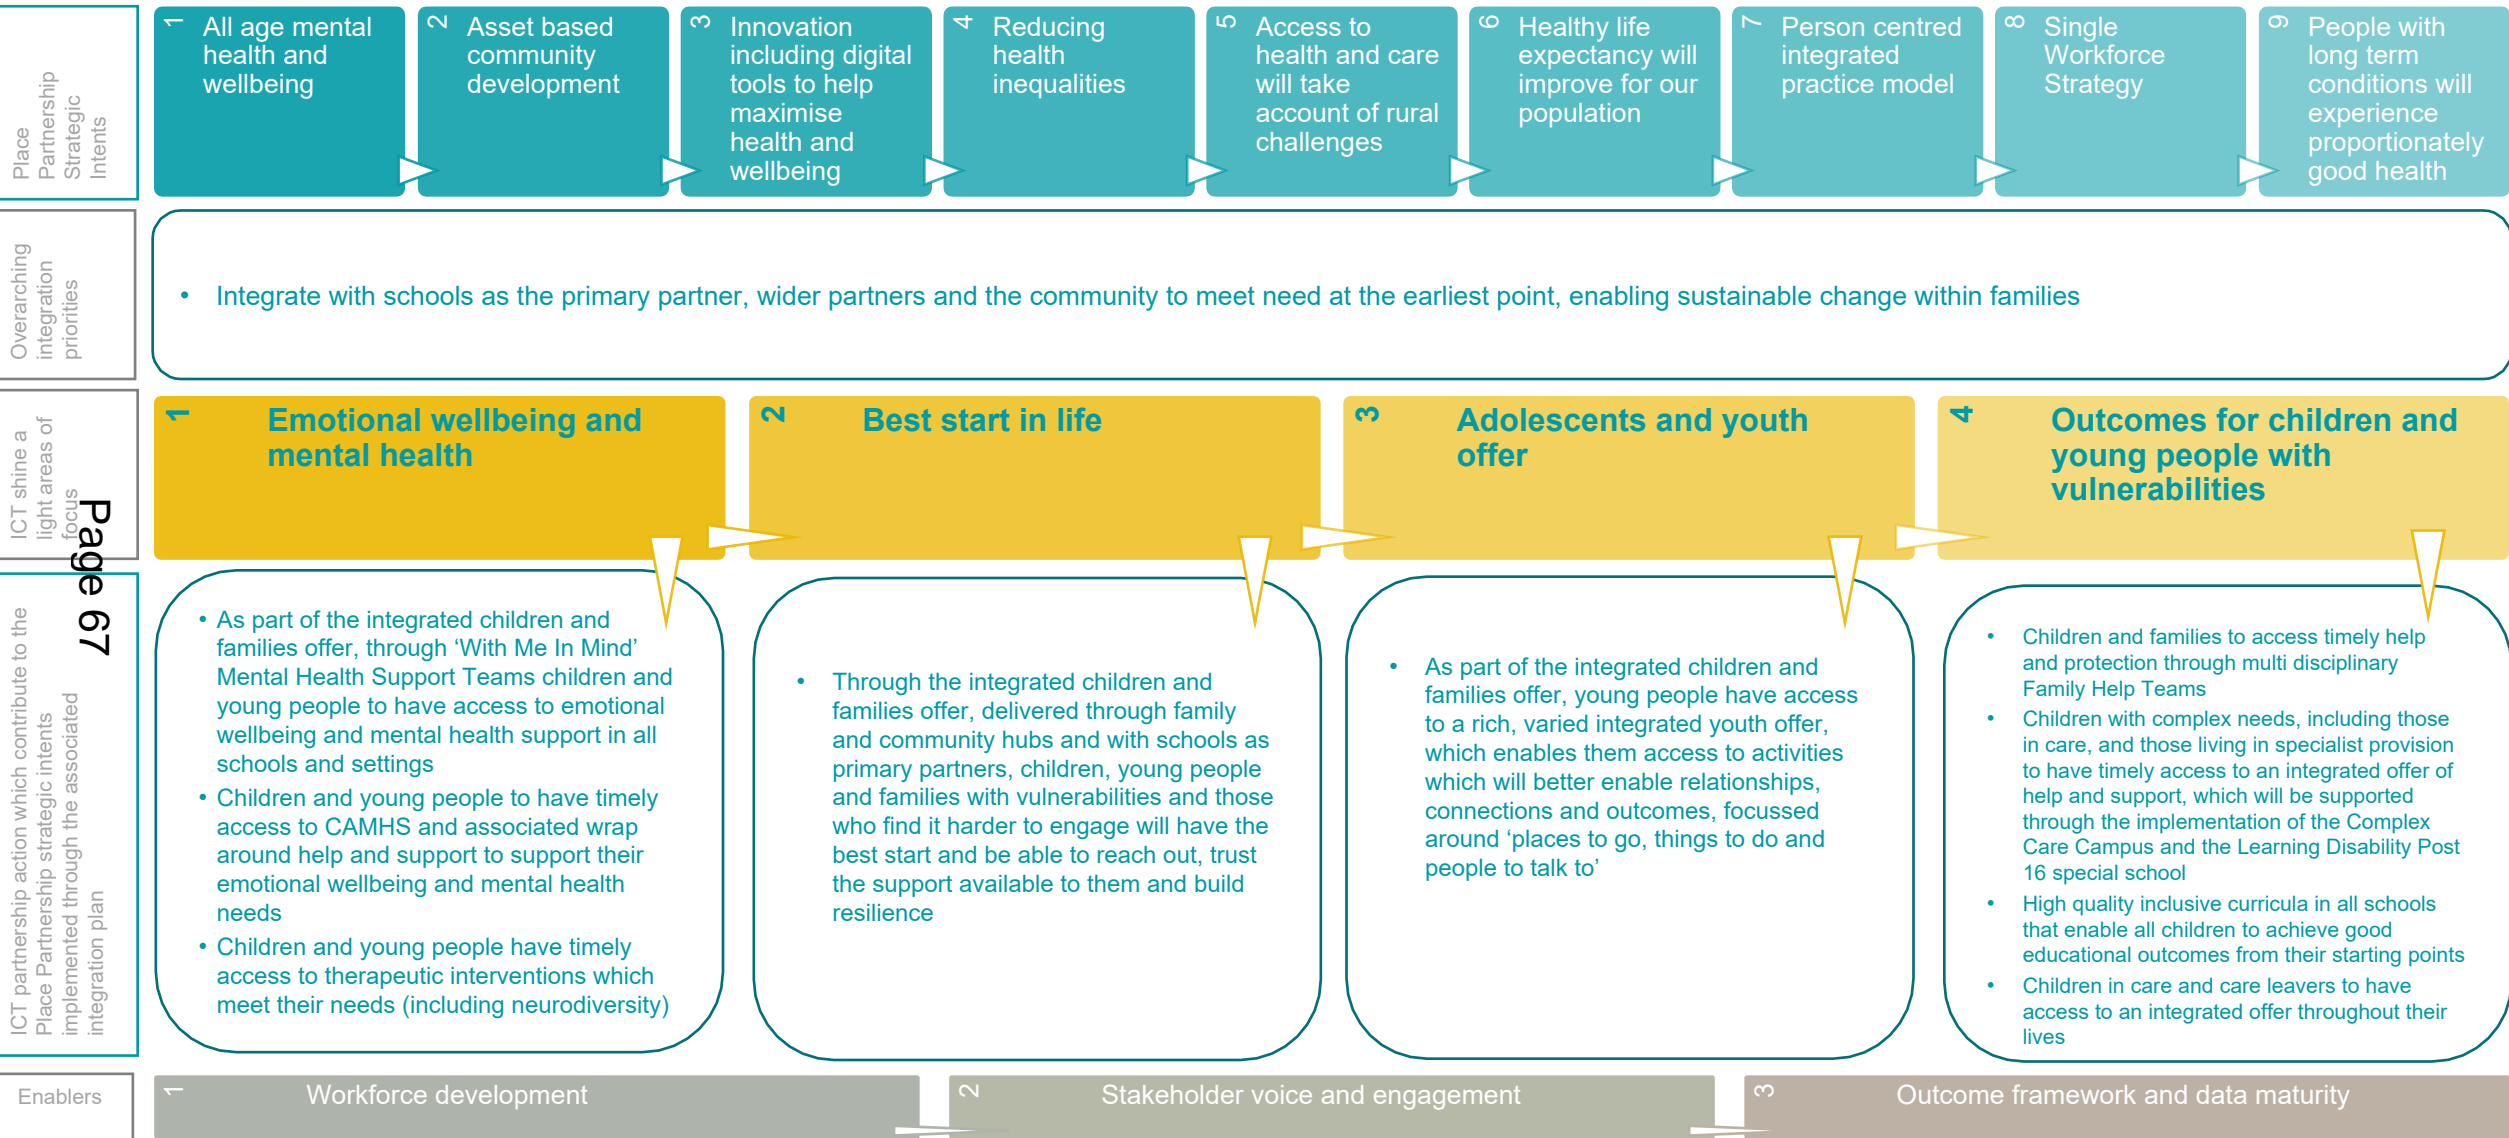 Place
Partnership
Strategic
Intents
1
All age mental
health and
wellbeing
2
Asset based
community
development
3
Innovation
including digital
tools to help
maximise
health and
wellbeing
4
Reducing
health
inequalities
5
Access to
health and care
will take
account of rural
challenges
6
Healthy life
expectancy will
improve for our
population
7
Person centred
integrated
practice model
8
Single
Workforce
Strategy
9
People with
long term
conditions will
experience
proportionately
good health
Overarching
integration
priorities
• Integrate with schools as the primary partner, wider partners and the community to meet need at the earliest point, enabling sustainable change within families
ICT shine a
light areas of
focus
1
Emotional wellbeing and
mental health
2
Best start in life
3
Adolescents and youth
offer
4
Outcomes for children and
young people with
vulnerabilities
Page 67
ICT partnership action which contribute to the
Place Partnership strategic intents
implemented through the associated
integration plan
• As part of the integrated children and
families offer, through ‘With Me In Mind’
Mental Health Support Teams children and
young people to have access to emotional
wellbeing and mental health support in all
schools and settings
• Children and young people to have timely
access to CAMHS and associated wrap
around help and support to support their
emotional wellbeing and mental health
needs
• Children and young people have timely
access to therapeutic interventions which
meet their needs (including neurodiversity)
• Through the integrated children and
families offer, delivered through family
and community hubs and with schools as
primary partners, children, young people
and families with vulnerabilities and those
who find it harder to engage will have the
best start and be able to reach out, trust
the support available to them and build
resilience
• As part of the integrated children and
families offer, young people have access
to a rich, varied integrated youth offer,
which enables them access to activities
which will better enable relationships,
connections and outcomes, focussed
around ‘places to go, things to do and
people to talk to’
• Children and families to access timely help
and protection through multi disciplinary
Family Help Teams
• Children with complex needs, including those
in care, and those living in specialist provision
to have timely access to an integrated offer of
help and support, which will be supported
through the implementation of the Complex
Care Campus and the Learning Disability Post
16 special school
• High quality inclusive curricula in all schools
that enable all children to achieve good
educational outcomes from their starting points
• Children in care and care leavers to have
access to an integrated offer throughout their
lives
Enablers
1
Workforce development
2
Stakeholder voice and engagement
3
Outcome framework and data maturity